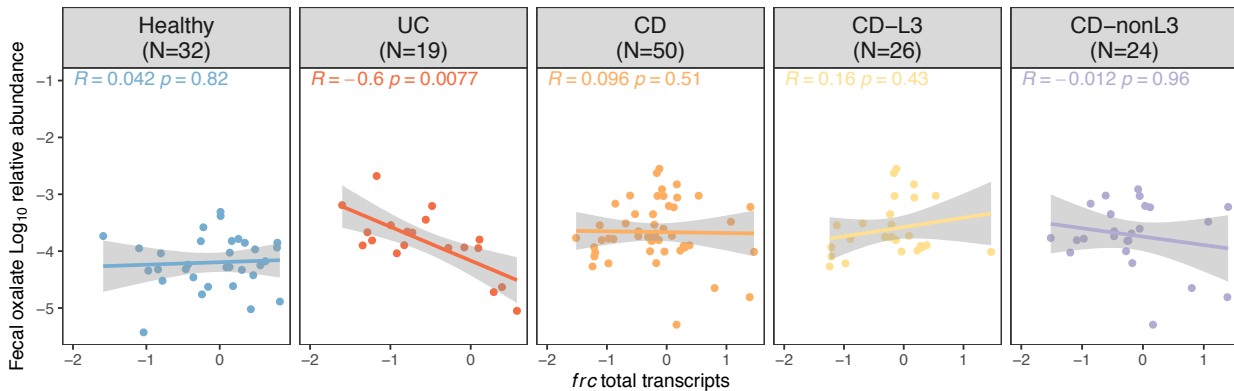 Healthy
(N=32)
UC
(N=19)
CD
(N=50)
CD−L3
(N=26)
CD−nonL3
(N=24)
R = 0.042 p = 0.82
R = −0.6 p = 0.0077
R = 0.096 p = 0.51
R = 0.16 p = 0.43
R = −0.012 p = 0.96
Fecal oxalate Log10 relative abundance
−1
−2
−3
−4
−5
−2 −1 0 1
−2 −1 0 1
−2 −1 0 1
−2 −1 0 1
−2 −1 0 1
frc total transcripts